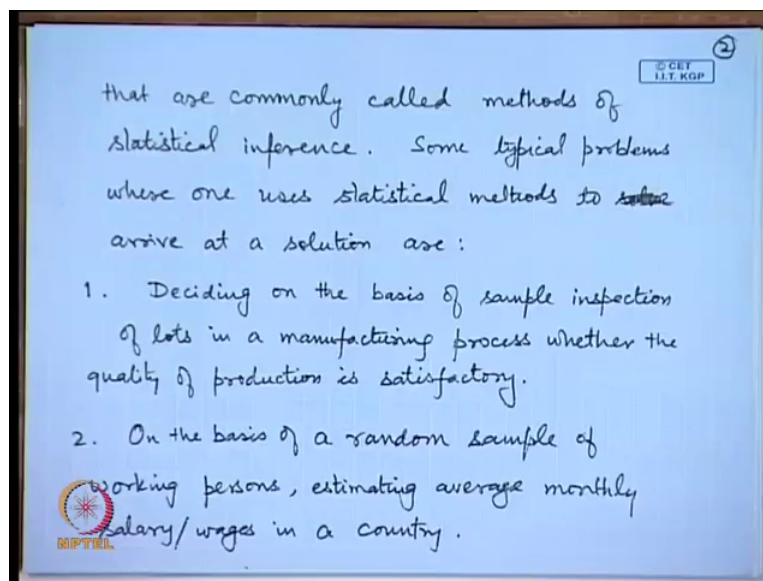 ②
© CET
I.I.T. KGP
that are commonly called methods of
statistical inference. Some typical problems
where one uses statistical methods to
arrive at a solution are:
1. Deciding on the basis of sample inspection
of lots in a manufacturing process whether the
quality of production is satisfactory.
2. On the basis of a random sample of
working persons, estimating average monthly
salary/wages in a country.
NPTEL